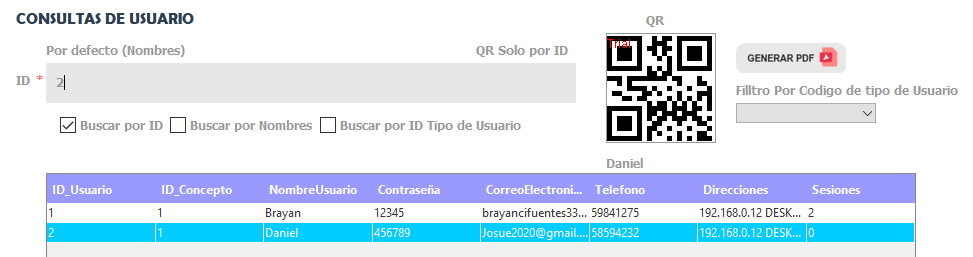 CONSULTAS DE USUARIO
QR
Por defecto (Nombres)
QR Solo por ID
Trial
GENERAR PDF
ID *
2
Filltro Por Codigo de tipo de Usuario
Buscar por ID
Buscar por Nombres
Buscar por ID Tipo de Usuario
Daniel
ID_Usuario ID_Concepto NombreUsuario Contraseña CorreoElectroni... Telefono Direcciones Sesiones
1 1 Brayan 12345 brayancifuentes33... 59841275 192.168.0.12 DESK... 2
2 1 Daniel 456789 Josue2020@gmail.... 58594232 192.168.0.12 DESK... 0